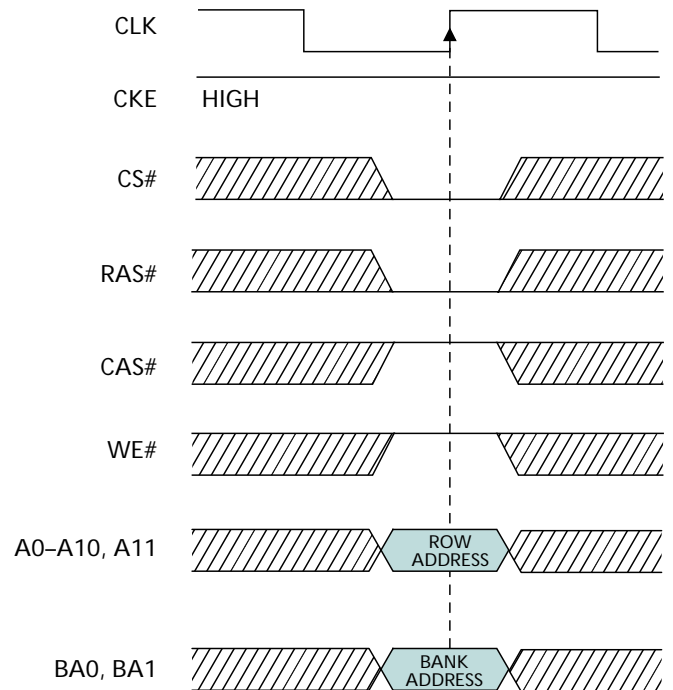 CLK
CKE HIGH
CS#
RAS#
CAS#
WE#
A0–A10, A11 ROW
ADDRESS
BA0, BA1 BANK
ADDRESS